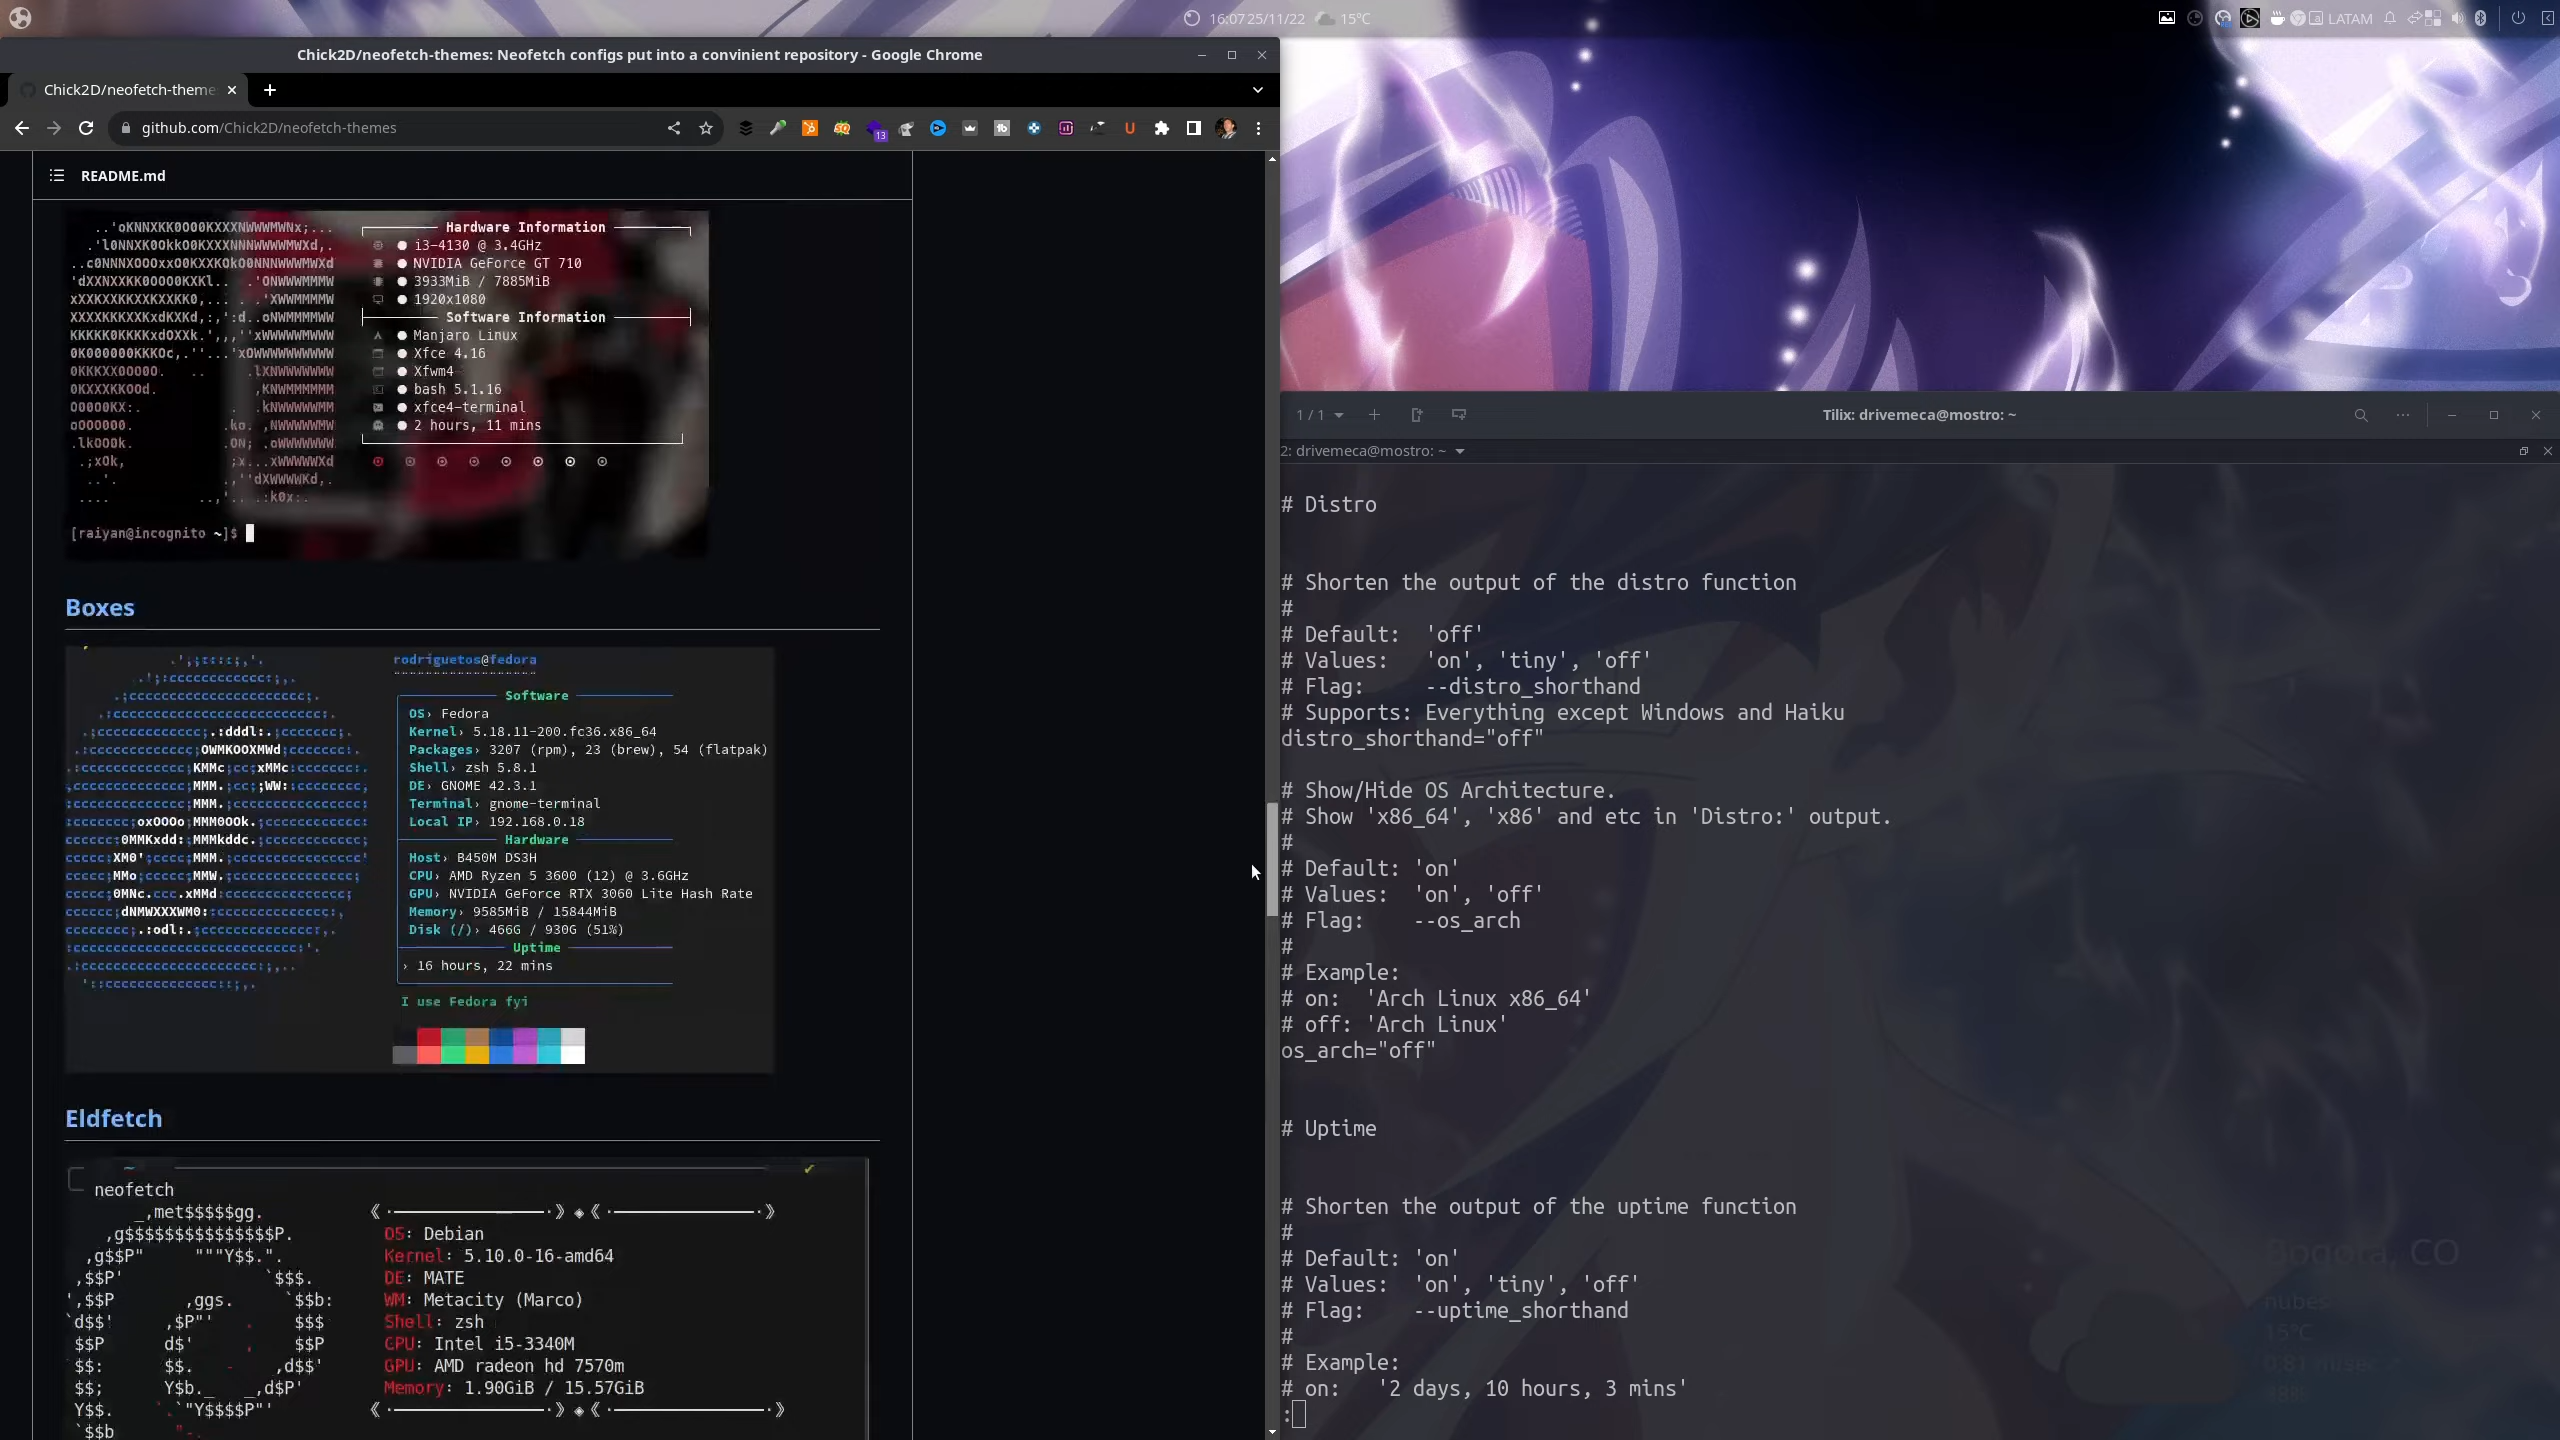 16:07 25/11/22 15°C
LATAM
Chick2D/neofetch-themes: Neofetch configs put into a convinient repository - Google Chrome
Chick2D/neofetch-theme
github.com/Chick2D/neofetch-themes
13
README.md
Hardware Information
i3-4130 @ 3.4GHz
NVIDIA GeForce GT 710
3933MiB / 7885MiB
1920x1080
Software Information
Manjaro Linux
Xfce 4.16
Xfwm4
bash 5.1.16
xfce4-terminal
2 hours, 11 mins
[raiyan@incognito ~]$
Boxes
rodriguetos@fedora
Software
OS› Fedora
Kernel› 5.18.11-200.fc36.x86_64
Packages› 3207 (rpm), 23 (brew), 54 (flatpak)
Shell› zsh 5.8.1
DE› GNOME 42.3.1
Terminal› gnome-terminal
Local IP› 192.168.0.18
Hardware
Host› B450M DS3H
CPU› AMD Ryzen 5 3600 (12) @ 3.6GHz
GPU› NVIDIA GeForce RTX 3060 Lite Hash Rate
Memory› 9585MiB / 15844MiB
Disk (/)› 466G / 930G (51%)
Uptime
› 16 hours, 22 mins
I use Fedora fyi
Eldfetch
neofetch
OS: Debian
Kernel: 5.10.0-16-amd64
DE: MATE
WM: Metacity (Marco)
Shell: zsh
CPU: Intel i5-3340M
GPU: AMD radeon hd 7570m
Memory: 1.90GiB / 15.57GiB
1 / 1
Tilix: drivemeca@mostro: ~
2: drivemeca@mostro: ~
# Distro
# Shorten the output of the distro function
#
# Default:  'off'
# Values:   'on', 'tiny', 'off'
# Flag:     --distro_shorthand
# Supports: Everything except Windows and Haiku
distro_shorthand="off"
# Show/Hide OS Architecture.
# Show 'x86_64', 'x86' and etc in 'Distro:' output.
#
# Default: 'on'
# Values:  'on', 'off'
# Flag:    --os_arch
#
# Example:
# on:  'Arch Linux x86_64'
# off: 'Arch Linux'
os_arch="off"
# Uptime
# Shorten the output of the uptime function
#
# Default: 'on'
# Values:  'on', 'tiny', 'off'
# Flag:    --uptime_shorthand
#
# Example:
# on:   '2 days, 10 hours, 3 mins'
:
Bogota, CO
nubes
15°C